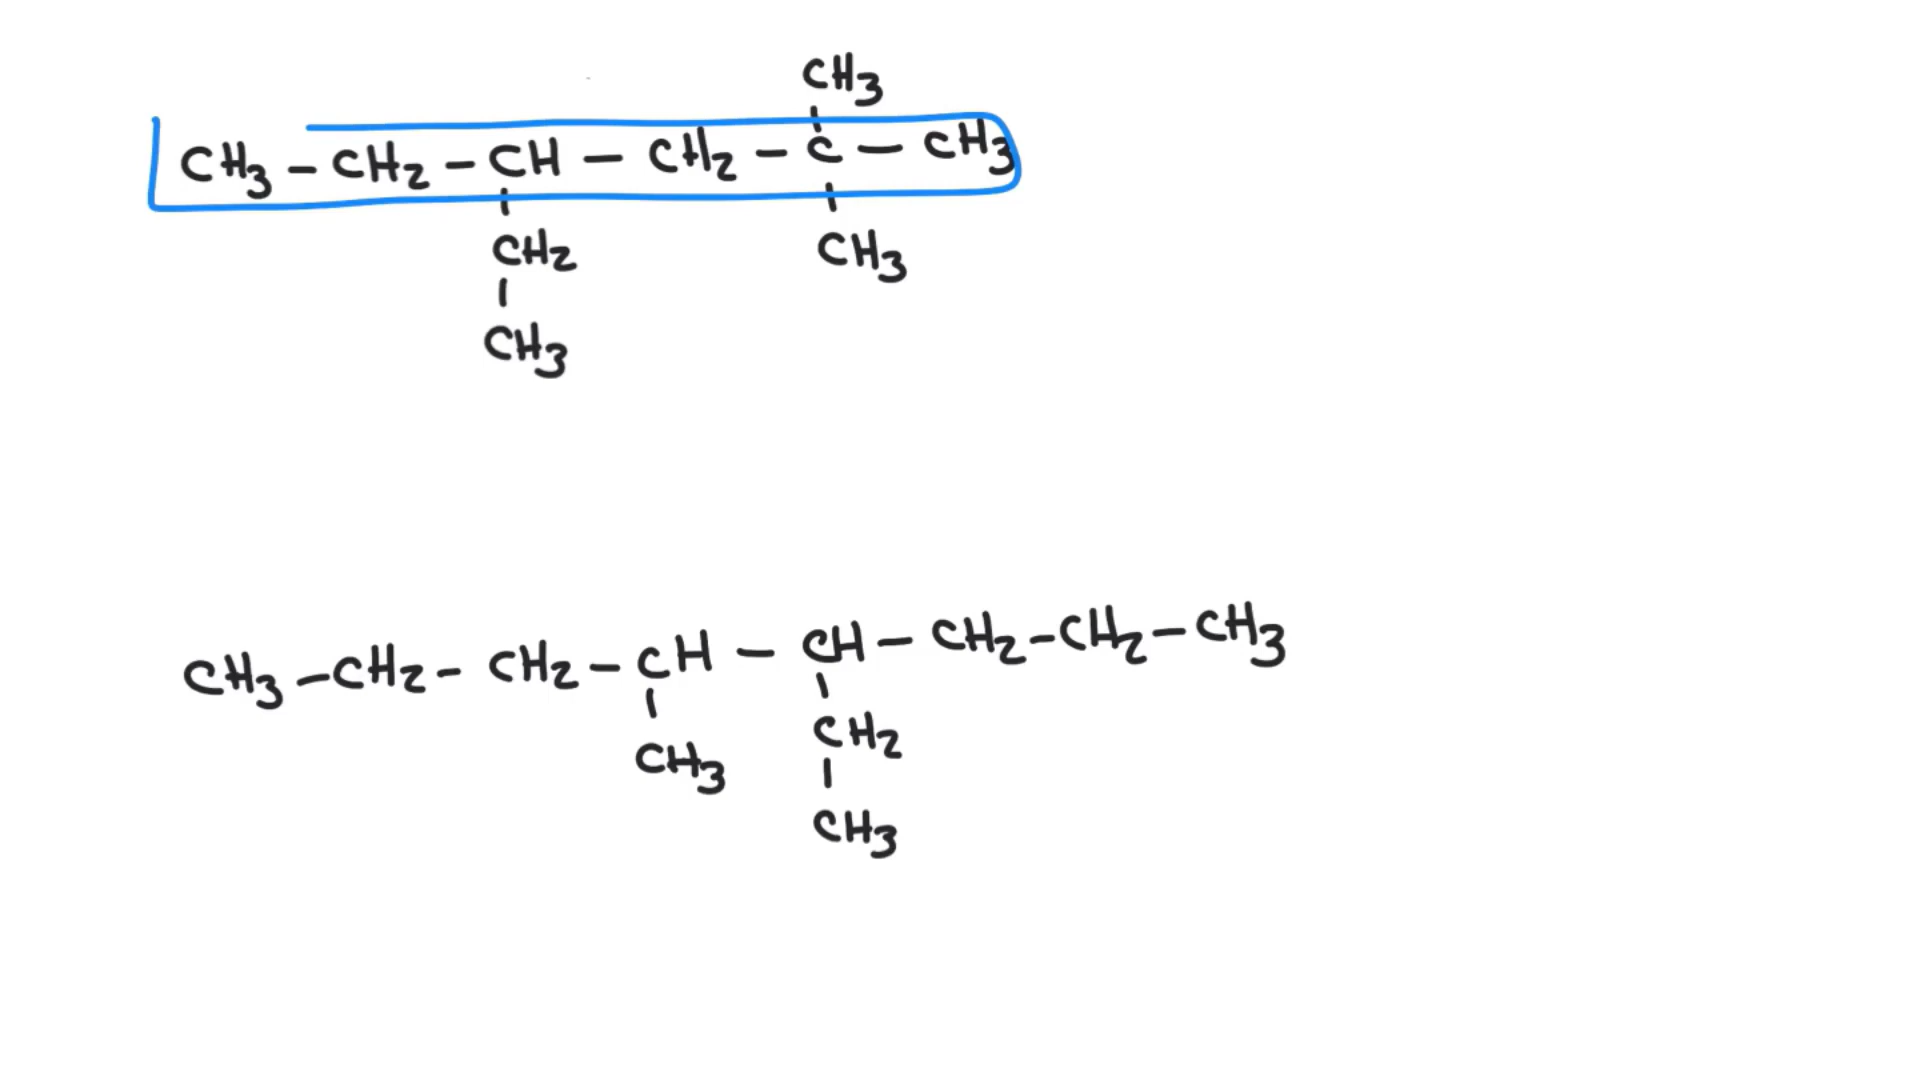 CH3
CH3 – CH2 – CH – CH2 – C – CH3
CH2 CH3
CH3
CH3 – CH2 – CH2 – CH – CH – CH2 – CH2 – CH3
CH3 CH2
CH3